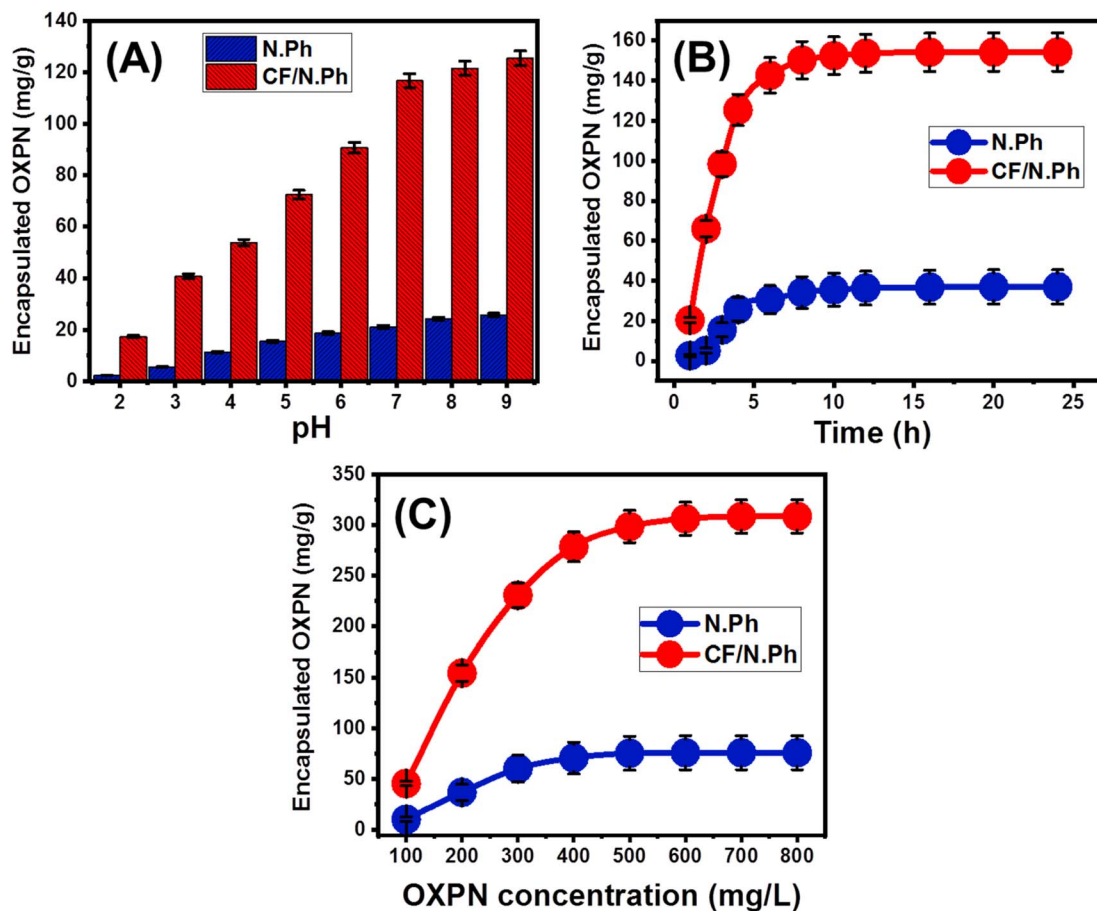 (A)
N.Ph
CF/N.Ph
Encapsulated OXPN (mg/g)
140
120
100
80
60
40
20
0
2 3 4 5 6 7 8 9
pH
(B)
N.Ph
CF/N.Ph
Encapsulated OXPN (mg/g)
160
140
120
100
80
60
40
20
0
0 5 10 15 20 25
Time (h)
(C)
N.Ph
CF/N.Ph
Encapsulated OXPN (mg/g)
350
300
250
200
150
100
50
0
100 200 300 400 500 600 700 800
OXPN concentration (mg/L)